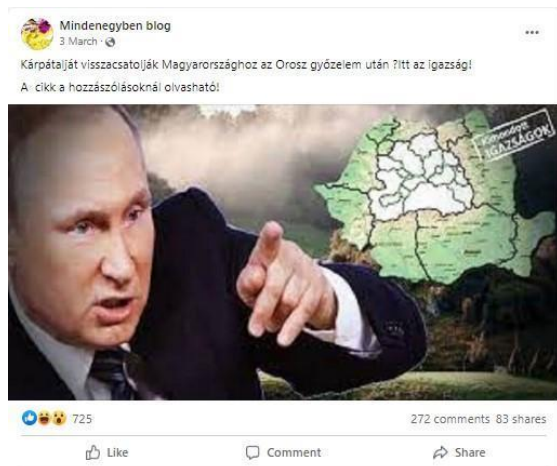 Mindenegyben blog
3 March
Kárpátalját visszacsatolják Magyarországhoz az Orosz győzelem után ?Itt az igazság!
A cikk a hozzászólásoknál olvasható!
Kimondott
IGAZSÁGOK
725
272 comments 83 shares
Like
Comment
Share